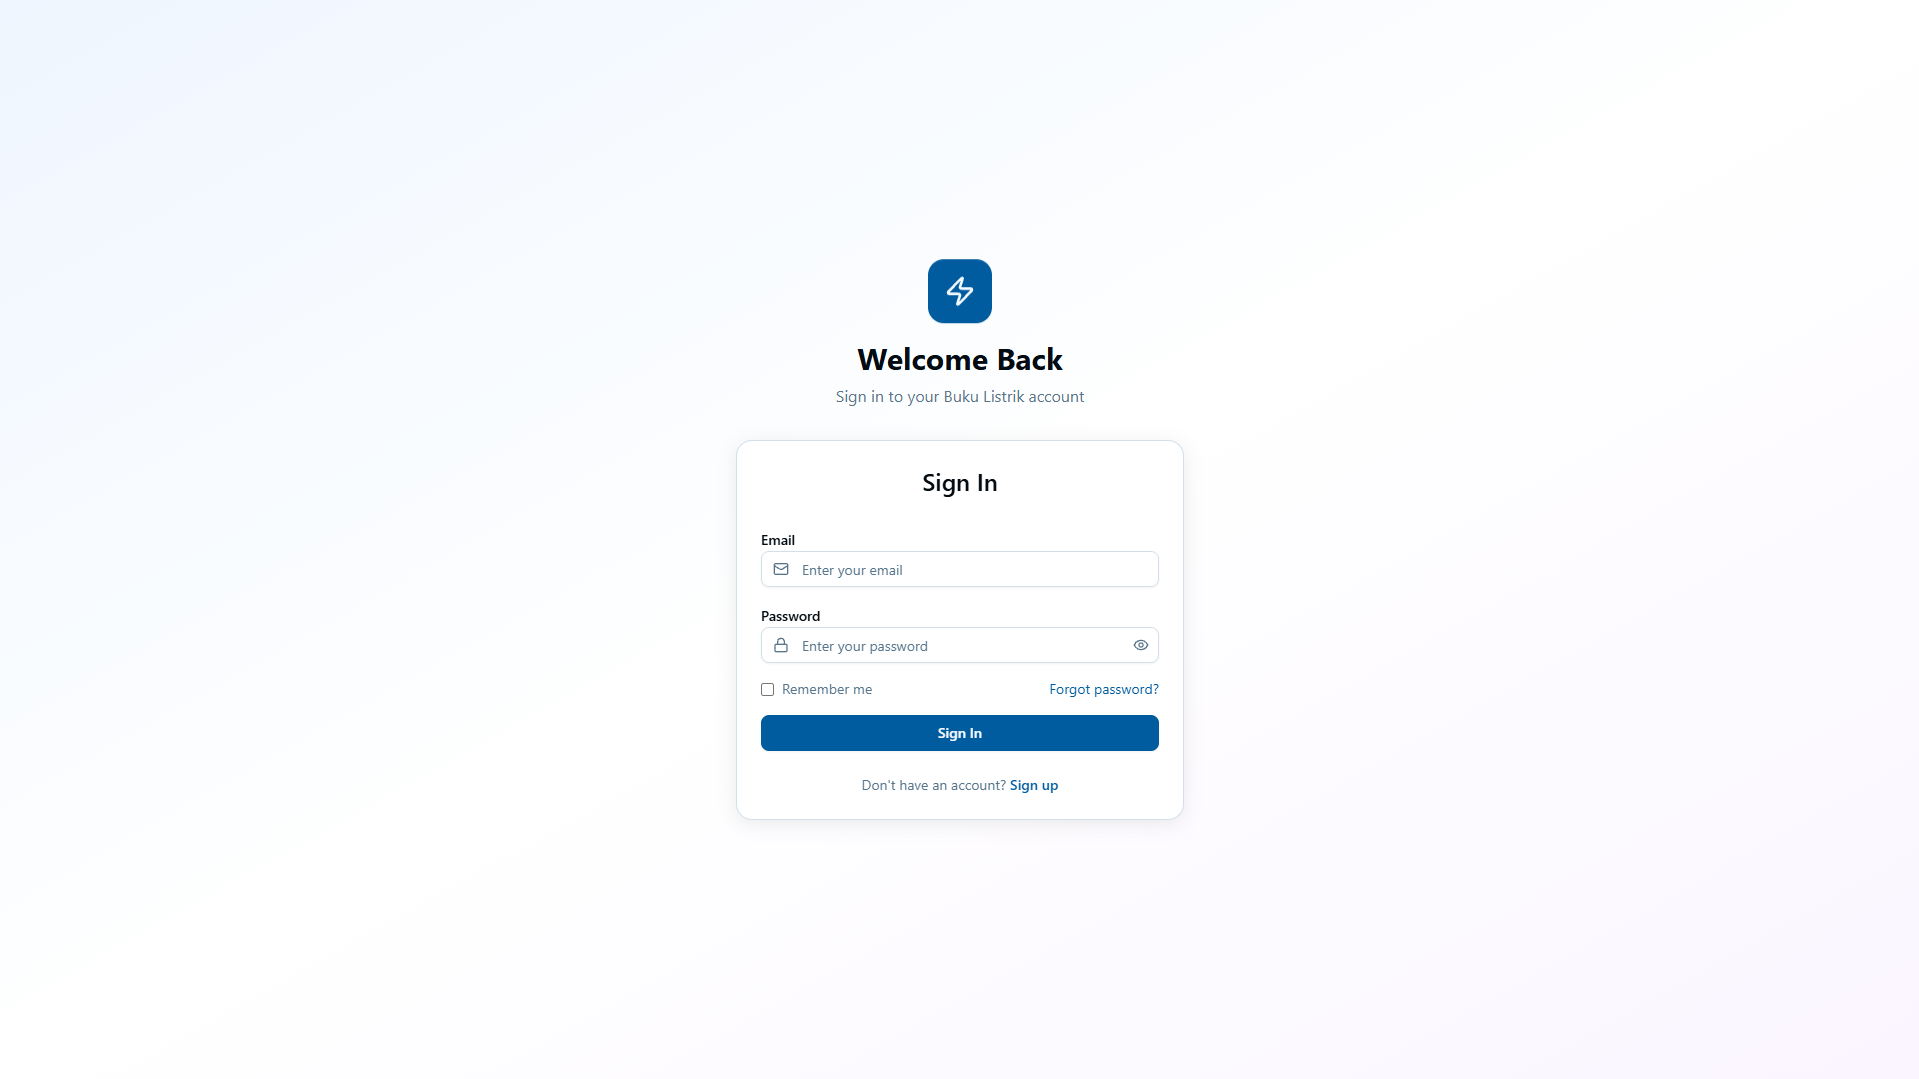 Welcome Back
Sign in to your Buku Listrik account
Sign In
Email
Enter your email
Password
Enter your password
Remember me
Forgot password?
Sign In
Don't have an account? Sign up